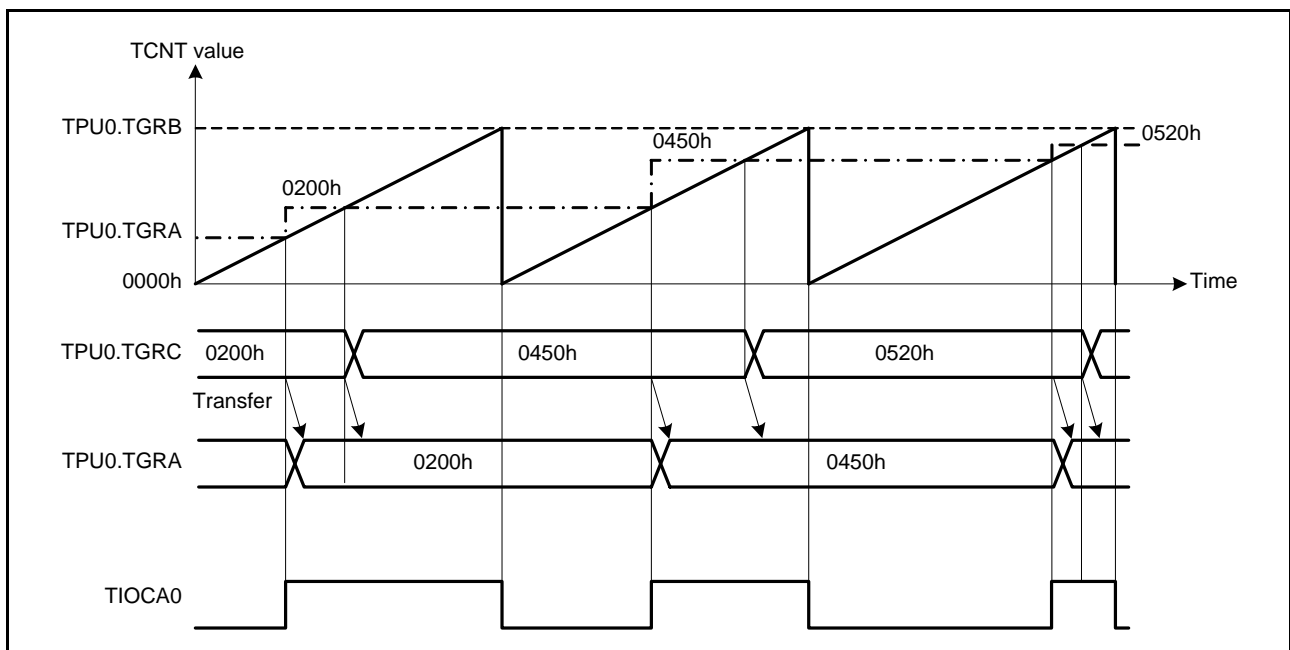 TCNT value
TPU0.TGRB
0520h
0450h
0200h
TPU0.TGRA
0000h
Time
TPU0.TGRC 0200h 0450h 0520h
Transfer
TPU0.TGRA 0200h 0450h
TIOCA0